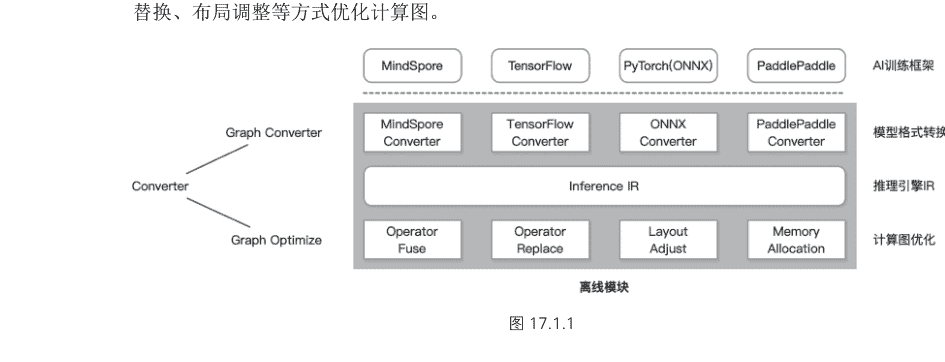 替换、布局调整等方式优化计算图。
MindSpore TensorFlow PyTorch(ONNX) PaddlePaddle AI训练框架
Graph Converter
MindSpore Converter
TensorFlow Converter
ONNX Converter
PaddlePaddle Converter
模型格式转换
Converter
Inference IR
推理引擎IR
Graph Optimize
Operator Fuse
Operator Replace
Layout Adjust
Memory Allocation
计算图优化
离线模块
图 17.1.1